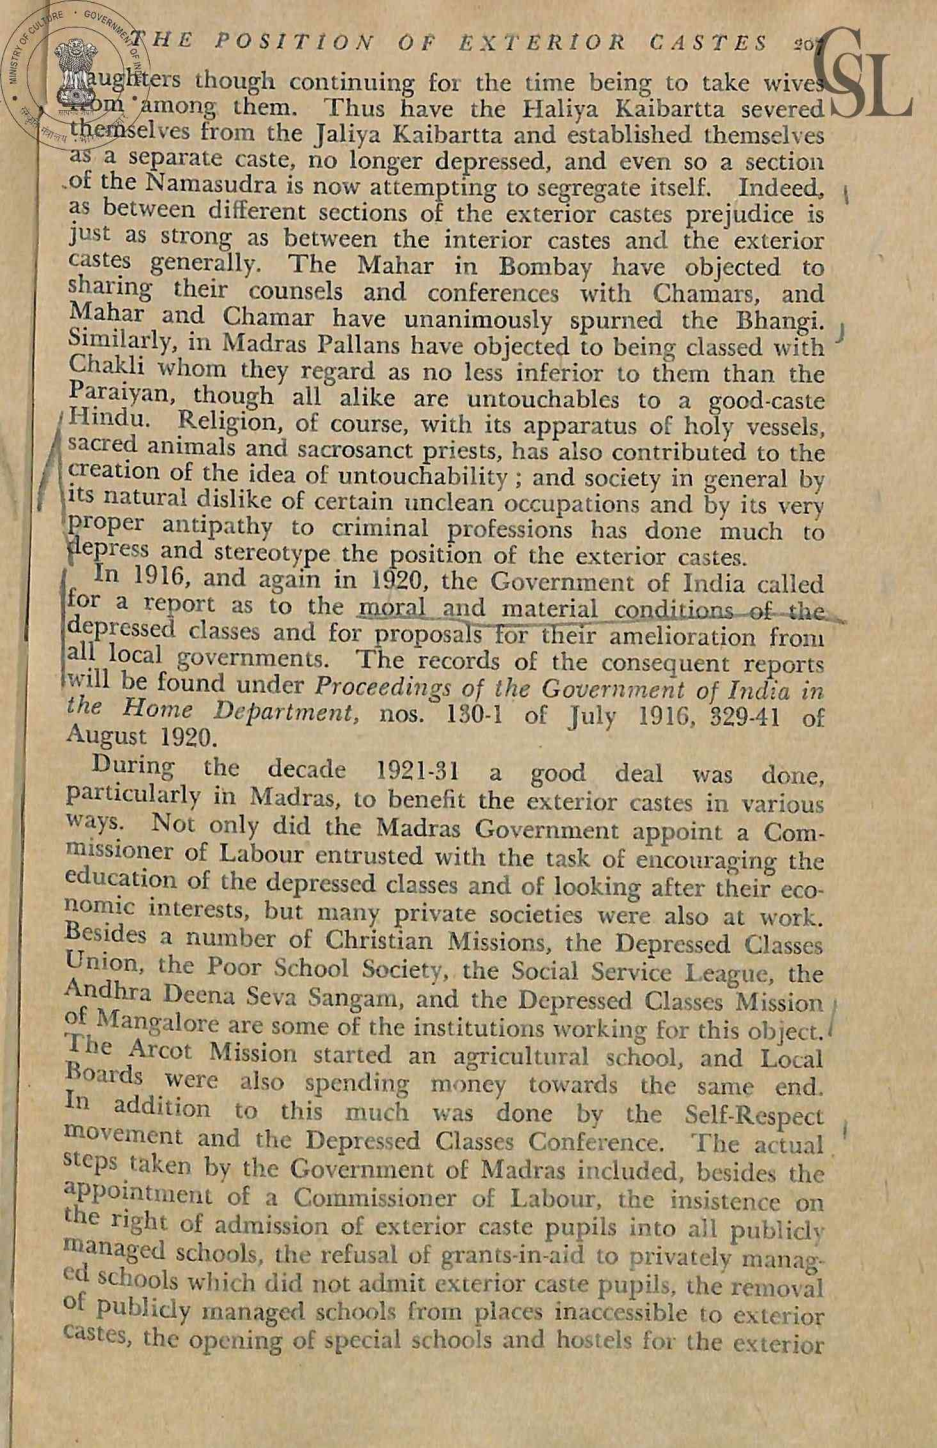 MINISTRY OF CULTURE • GOVERNMENT OF INDIA
THE POSITION OF EXTERIOR CASTES 207
CSL
daughters though continuing for the time being to take wives
from among them. Thus have the Haliya Kaibartta severed
themselves from the Jaliya Kaibartta and established themselves
as a separate caste, no longer depressed, and even so a section
of the Namasudra is now attempting to segregate itself. Indeed,
as between different sections of the exterior castes prejudice is
just as strong as between the interior castes and the exterior
castes generally. The Mahar in Bombay have objected to
sharing their counsels and conferences with Chamars, and
Mahar and Chamar have unanimously spurned the Bhangi.
Similarly, in Madras Pallans have objected to being classed with
Chakli whom they regard as no less inferior to them than the
Paraiyan, though all alike are untouchables to a good-caste
Hindu. Religion, of course, with its apparatus of holy vessels,
sacred animals and sacrosanct priests, has also contributed to the
creation of the idea of untouchability ; and society in general by
its natural dislike of certain unclean occupations and by its very
proper antipathy to criminal professions has done much to
depress and stereotype the position of the exterior castes.
In 1916, and again in 1920, the Government of India called
for a report as to the moral and material conditions of the
depressed classes and for proposals for their amelioration from
all local governments. The records of the consequent reports
will be found under Proceedings of the Government of India in
the Home Department, nos. 130-1 of July 1916, 329-41 of
August 1920.
During the decade 1921-31 a good deal was done,
particularly in Madras, to benefit the exterior castes in various
ways. Not only did the Madras Government appoint a Com-
missioner of Labour entrusted with the task of encouraging the
education of the depressed classes and of looking after their eco-
nomic interests, but many private societies were also at work.
Besides a number of Christian Missions, the Depressed Classes
Union, the Poor School Society, the Social Service League, the
Andhra Deena Seva Sangam, and the Depressed Classes Mission
of Mangalore are some of the institutions working for this object.
The Arcot Mission started an agricultural school, and Local
Boards were also spending money towards the same end.
In addition to this much was done by the Self-Respect
movement and the Depressed Classes Conference. The actual
steps taken by the Government of Madras included, besides the
appointment of a Commissioner of Labour, the insistence on
the right of admission of exterior caste pupils into all publicly
managed schools, the refusal of grants-in-aid to privately manag-
ed schools which did not admit exterior caste pupils, the removal
of publicly managed schools from places inaccessible to exterior
castes, the opening of special schools and hostels for the exterior